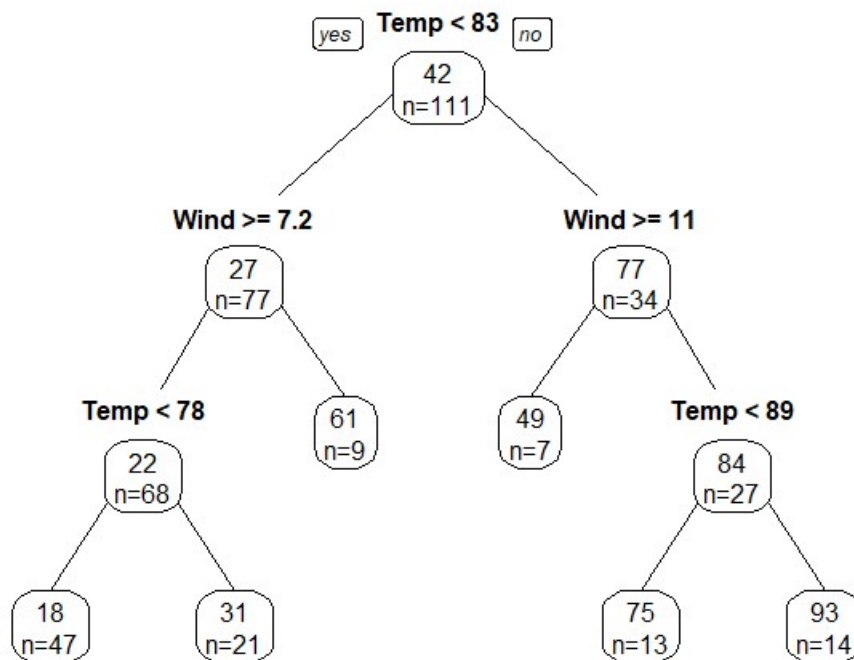 Temp < 83
yes
no
42
n=111
Wind >= 7.2
Wind >= 11
27
n=77
77
n=34
Temp < 78
61
n=9
49
n=7
Temp < 89
22
n=68
84
n=27
18
n=47
31
n=21
75
n=13
93
n=14